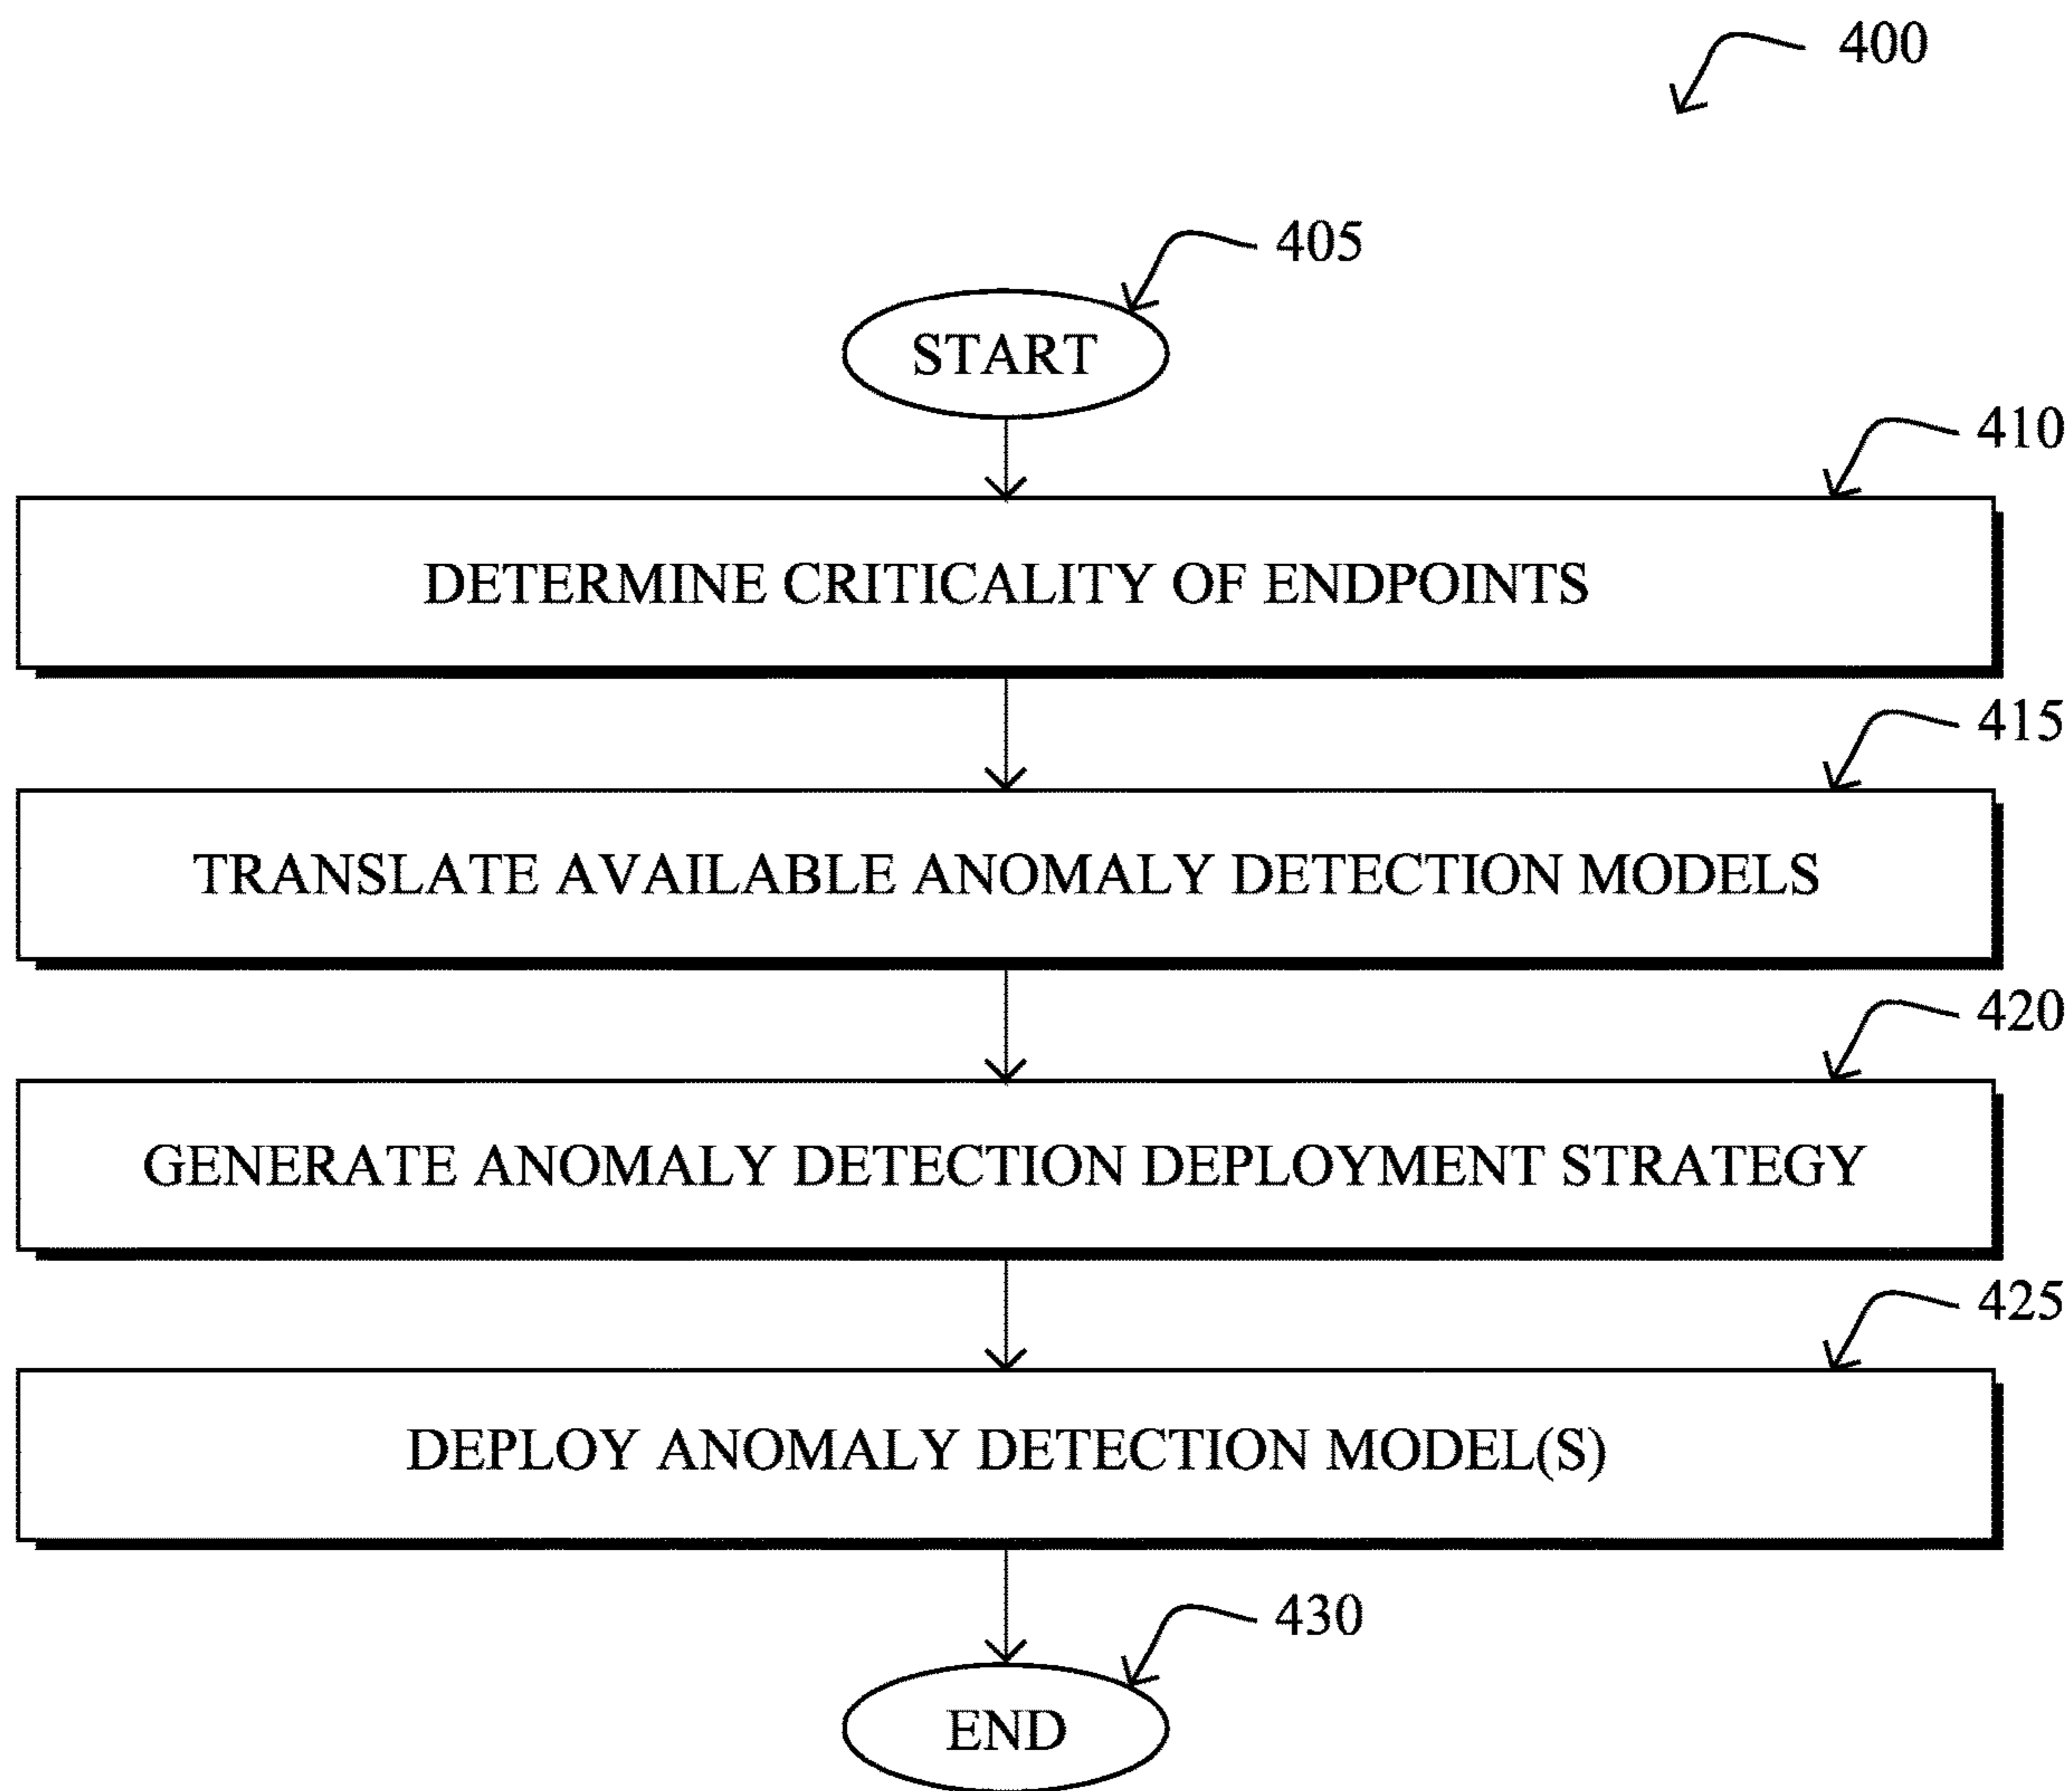 400
405
START
410
DETERMINE CRITICALITY OF ENDPOINTS
415
TRANSLATE AVAILABLE ANOMALY DETECTION MODELS
420
GENERATE ANOMALY DETECTION DEPLOYMENT STRATEGY
425
DEPLOY ANOMALY DETECTION MODEL(S)
430
END